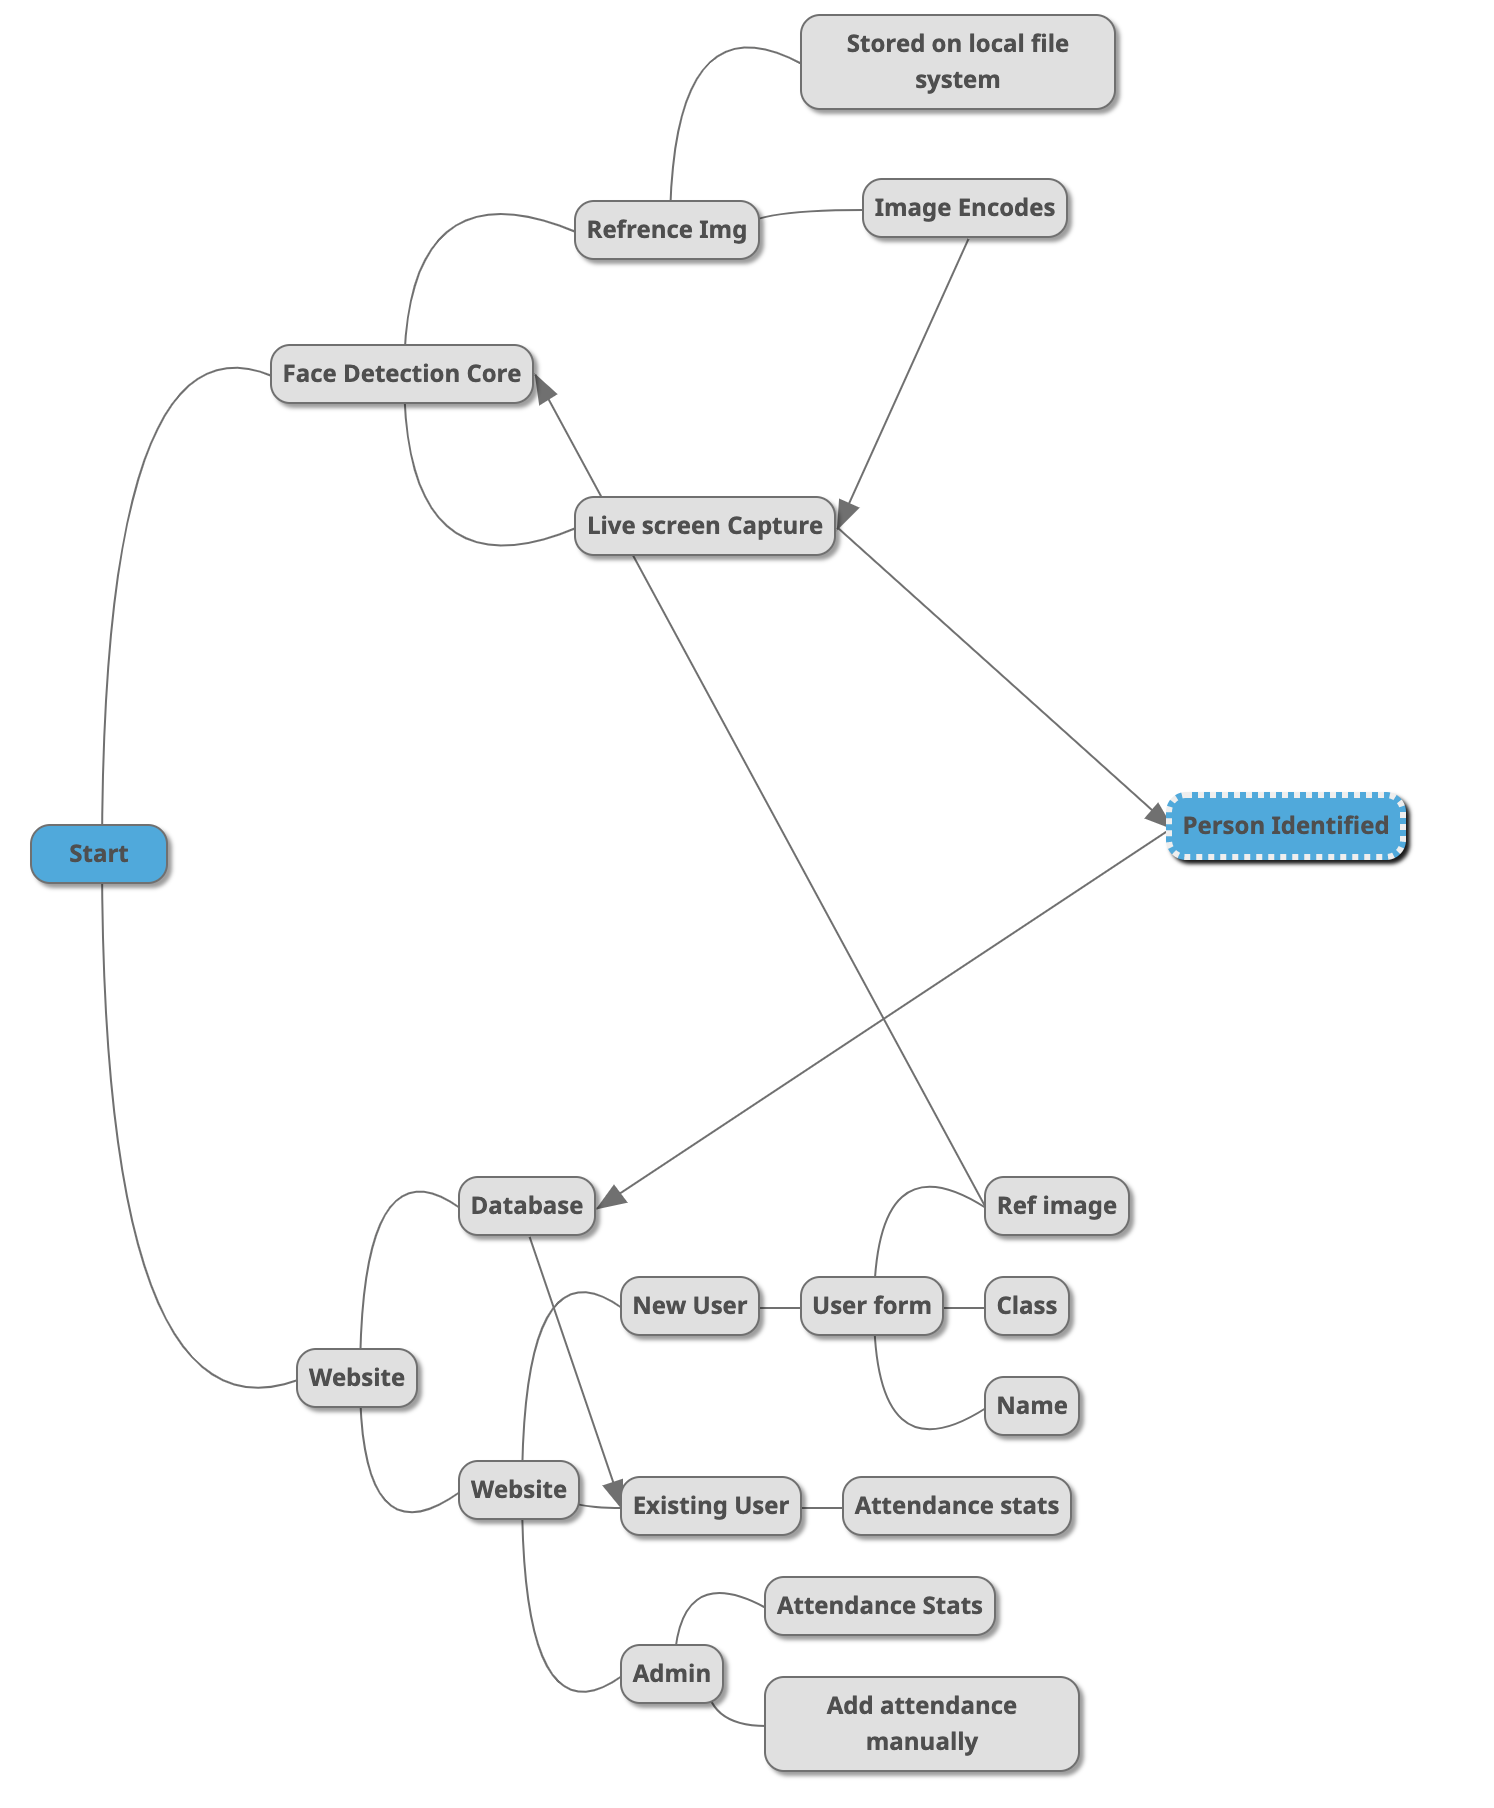 Stored on local file
system
Image Encodes
Refrence Img
Face Detection Core
Live screen Capture
Person Identified
Start
Database
Ref image
New User
User form
Class
Website
Name
Website
Existing User
Attendance stats
Attendance Stats
Admin
Add attendance
manually